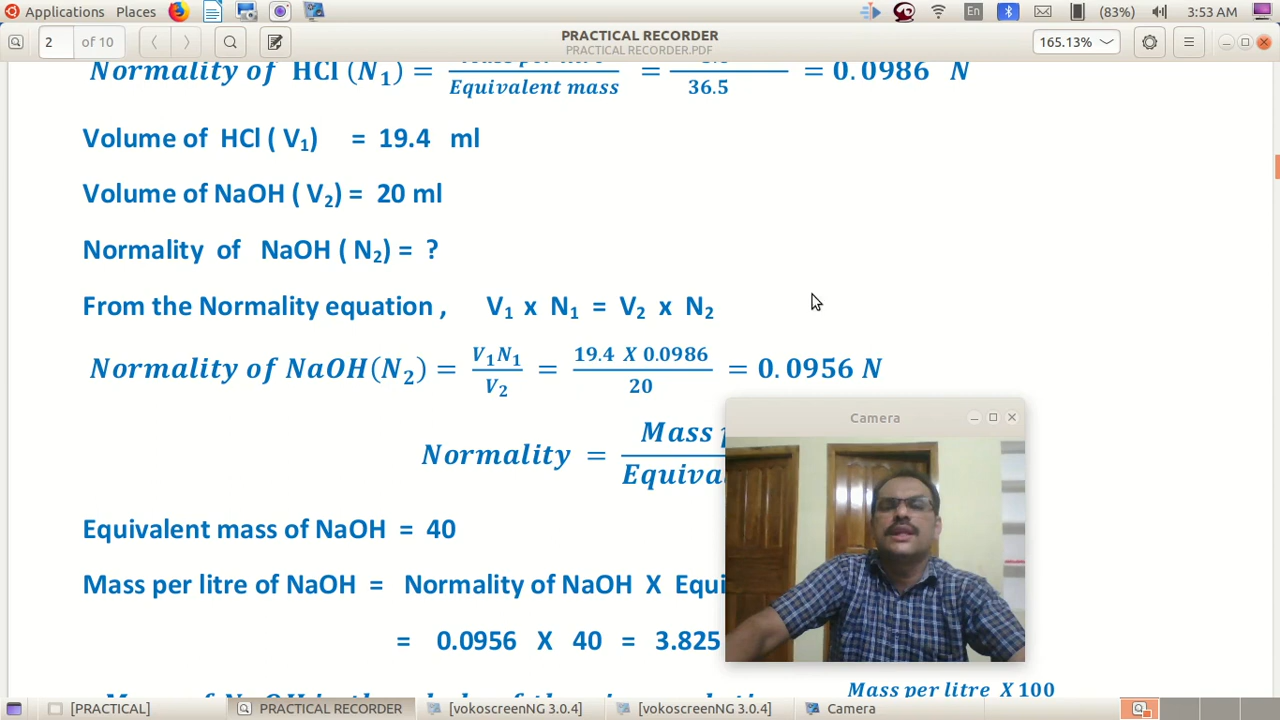 Applications Places En (83%) 3:53 AM
2 of 10 PRACTICAL RECORDER 165.13%
PRACTICAL RECORDER.PDF
Normality of HCl (N₁) = Mass per litre / Equivalent mass = / 36.5 = 0.0986 N
Volume of HCl ( V₁) = 19.4 ml
Volume of NaOH ( V₂) = 20 ml
Normality of NaOH ( N₂) = ?
From the Normality equation , V₁ x N₁ = V₂ x N₂
Normality of NaOH(N₂) = V₁N₁ / V₂ = 19.4 X 0.0986 / 20 = 0.0956 N
Camera
Normality = Mass / Equiva
Equivalent mass of NaOH = 40
Mass per litre of NaOH = Normality of NaOH X Equi
= 0.0956 X 40 = 3.825
Mass per litre X 100
[PRACTICAL] PRACTICAL RECORDER [vokoscreenNG 3.0.4] [vokoscreenNG 3.0.4] Camera